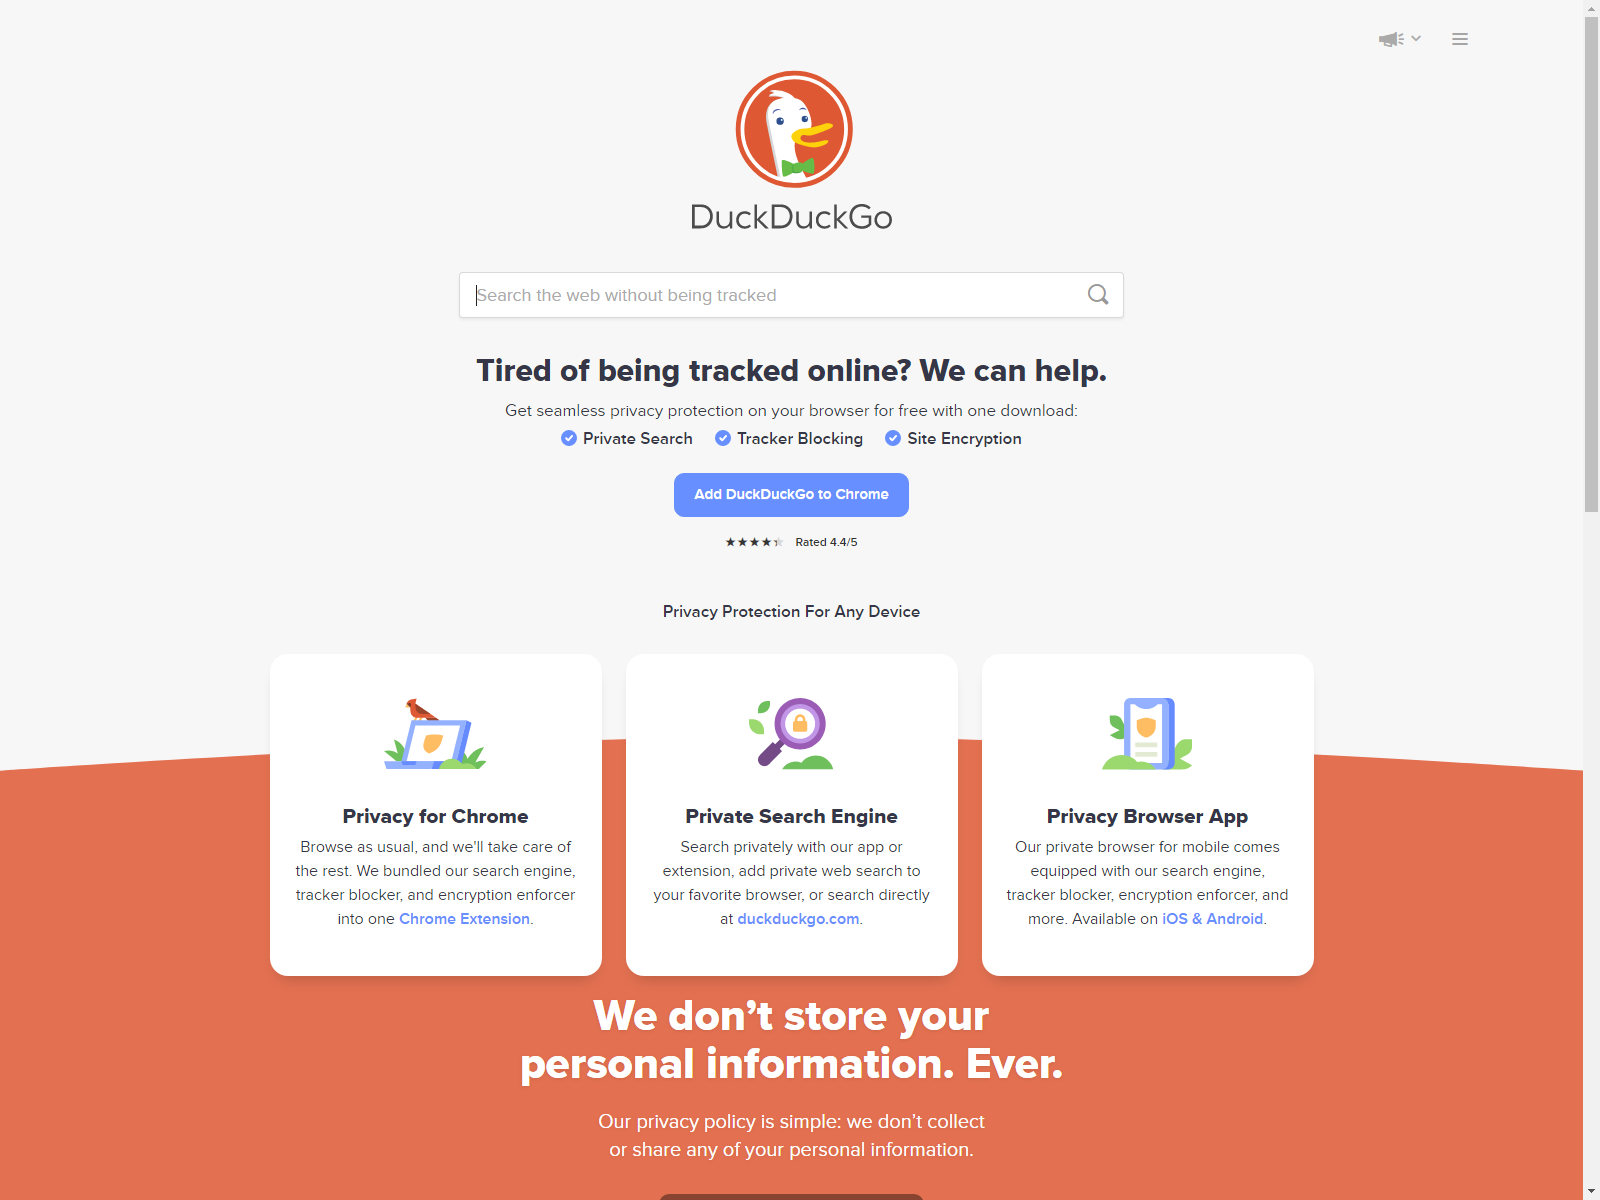 DuckDuckGo
Search the web without being tracked
Tired of being tracked online? We can help.
Get seamless privacy protection on your browser for free with one download:
Private Search Tracker Blocking Site Encryption
Add DuckDuckGo to Chrome
Rated 4.4/5
Privacy Protection For Any Device
Privacy for Chrome
Browse as usual, and we'll take care of
the rest. We bundled our search engine,
tracker blocker, and encryption enforcer
into one Chrome Extension.
Private Search Engine
Search privately with our app or
extension, add private web search to
your favorite browser, or search directly
at duckduckgo.com.
Privacy Browser App
Our private browser for mobile comes
equipped with our search engine,
tracker blocker, encryption enforcer, and
more. Available on iOS & Android.
We don’t store your
personal information. Ever.
Our privacy policy is simple: we don’t collect
or share any of your personal information.